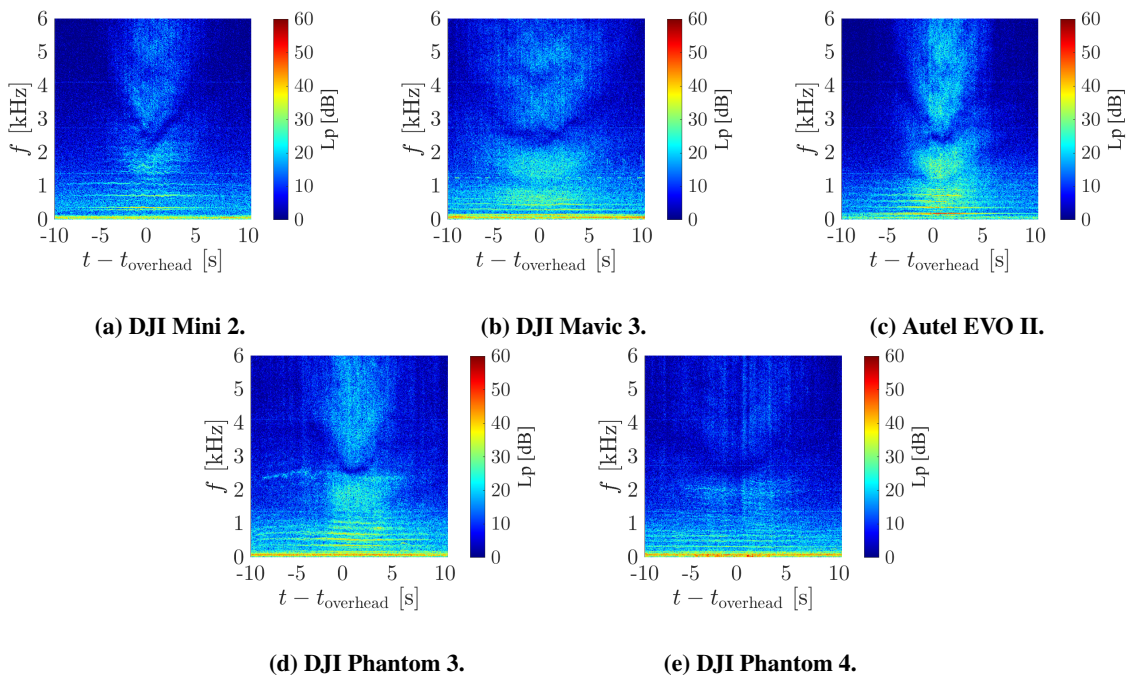 6
5
4
3
2
1
0
f [kHz]
-10 -5 0 5 10
t − t_overhead [s]
60
50
40
30
20
10
0
Lp [dB]
(a) DJI Mini 2.
6
5
4
3
2
1
0
f [kHz]
-10 -5 0 5 10
t − t_overhead [s]
60
50
40
30
20
10
0
Lp [dB]
(b) DJI Mavic 3.
6
5
4
3
2
1
0
f [kHz]
-10 -5 0 5 10
t − t_overhead [s]
60
50
40
30
20
10
0
Lp [dB]
(c) Autel EVO II.
6
5
4
3
2
1
0
f [kHz]
-10 -5 0 5 10
t − t_overhead [s]
60
50
40
30
20
10
0
Lp [dB]
(d) DJI Phantom 3.
6
5
4
3
2
1
0
f [kHz]
-10 -5 0 5 10
t − t_overhead [s]
60
50
40
30
20
10
0
Lp [dB]
(e) DJI Phantom 4.